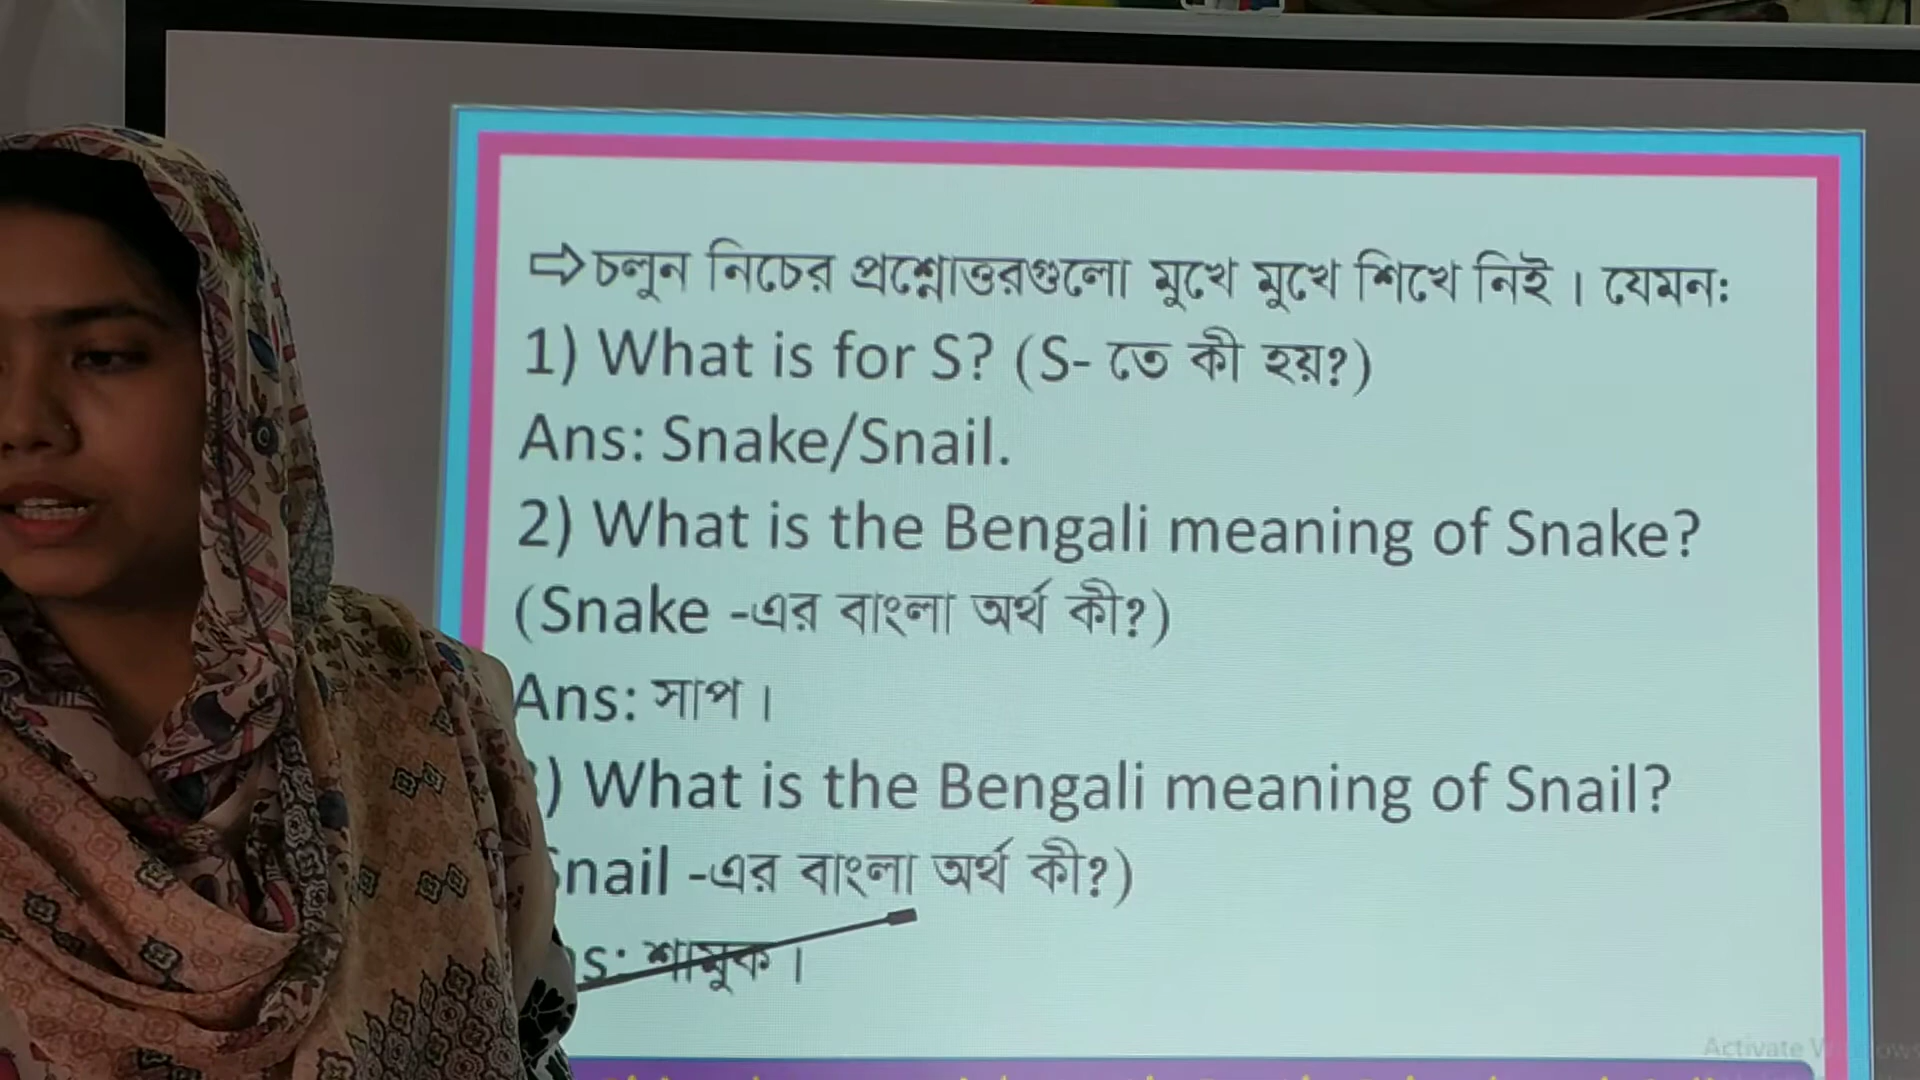 ⇨চলুন নিচের প্রশ্নোত্তরগুলো মুখে মুখে শিখে নিই। যেমনঃ
1) What is for S? (S- তে কী হয়?)
Ans: Snake/Snail.
2) What is the Bengali meaning of Snake?
(Snake -এর বাংলা অর্থ কী?)
Ans: সাপ।
) What is the Bengali meaning of Snail?
nail -এর বাংলা অর্থ কী?)
s: শামুক।
Activate